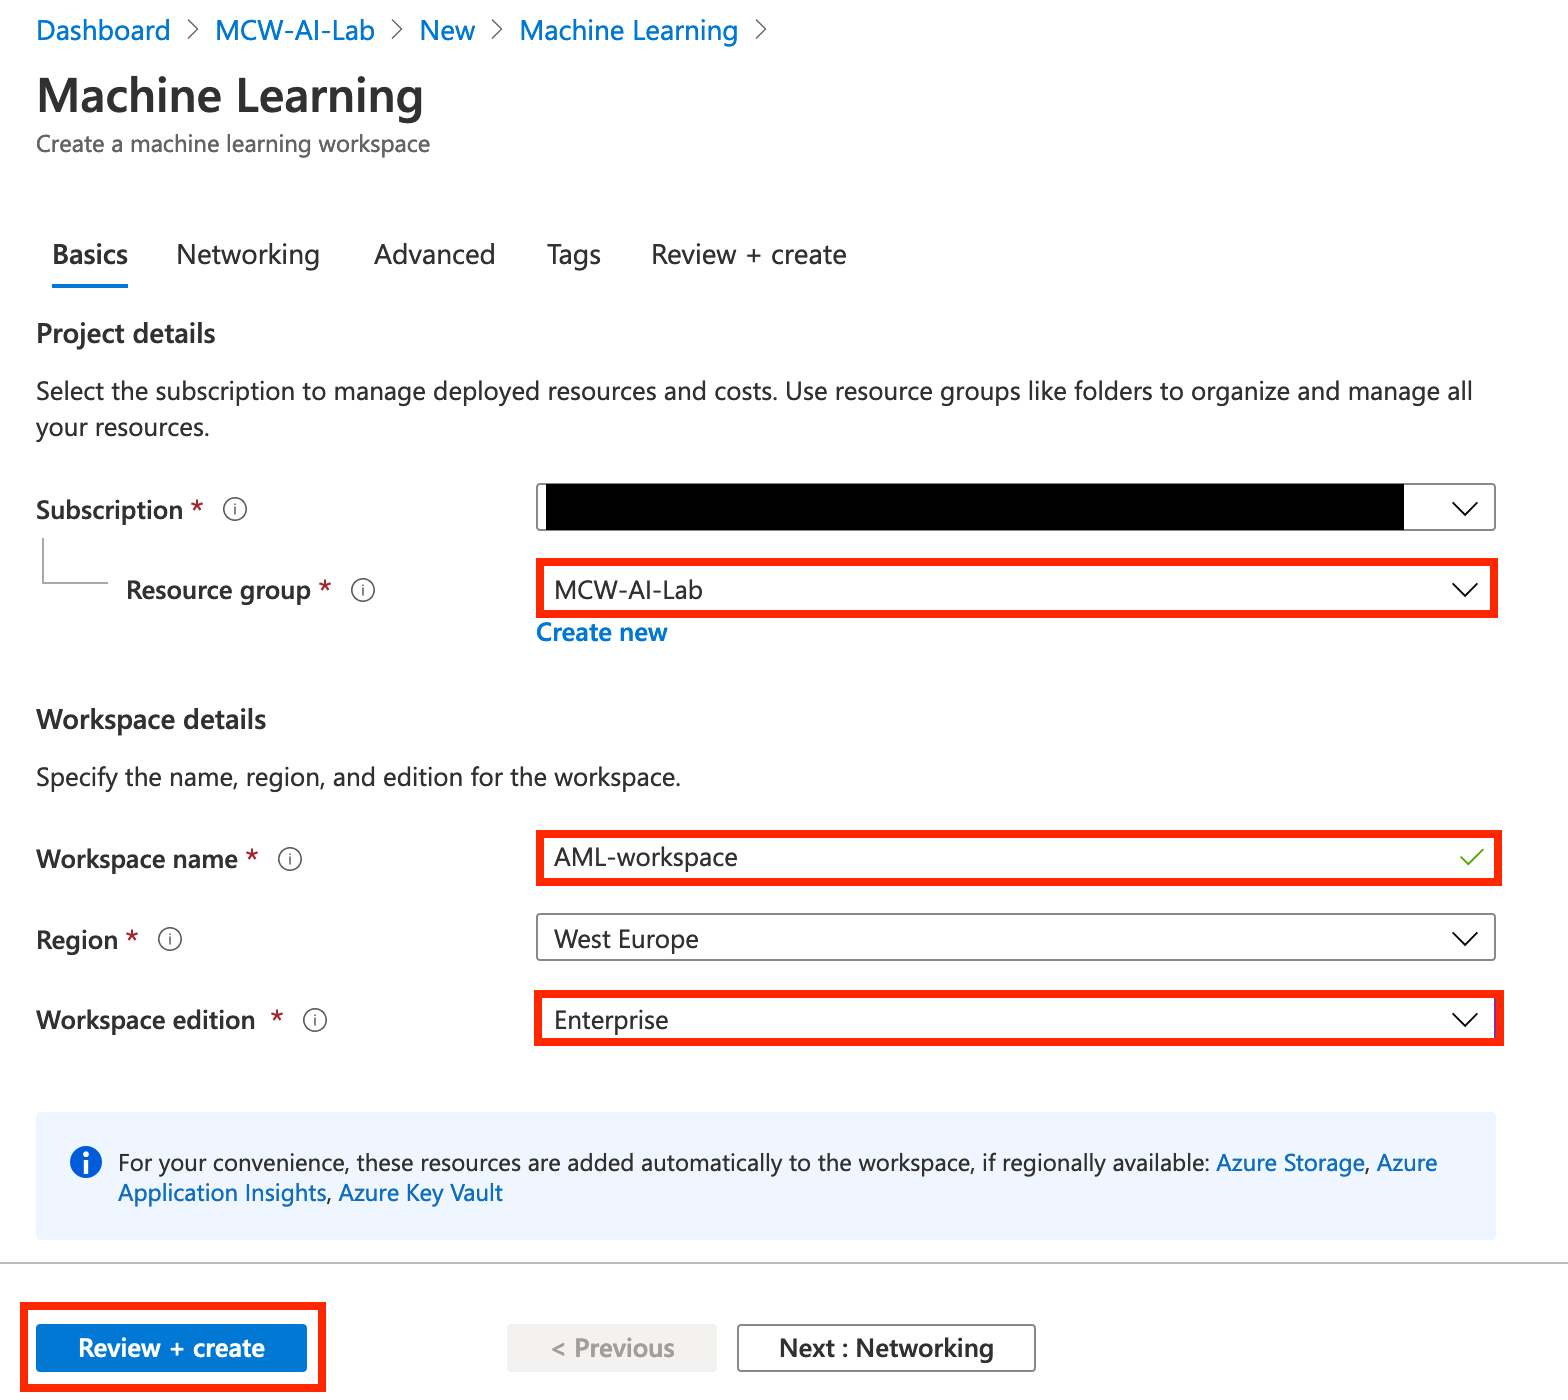 Dashboard > MCW-AI-Lab > New > Machine Learning >
Machine Learning
Create a machine learning workspace
Basics Networking Advanced Tags Review + create
Project details
Select the subscription to manage deployed resources and costs. Use resource groups like folders to organize and manage all
your resources.
Subscription *
Resource group * MCW-AI-Lab
Create new
Workspace details
Specify the name, region, and edition for the workspace.
Workspace name * AML-workspace
Region * West Europe
Workspace edition * Enterprise
For your convenience, these resources are added automatically to the workspace, if regionally available: Azure Storage, Azure
Application Insights, Azure Key Vault
Review + create < Previous Next : Networking